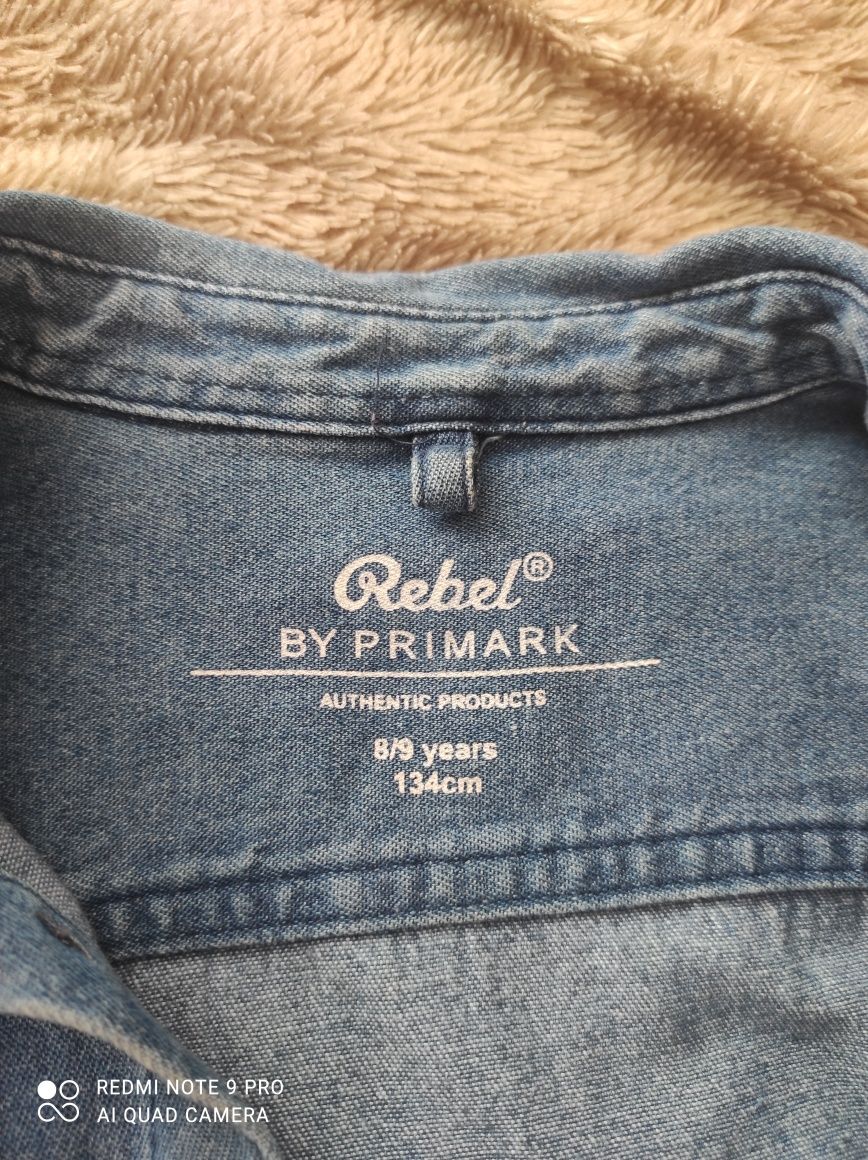 Rebel®
BY PRIMARK
AUTHENTIC PRODUCTS
8/9 years
134cm
REDMI NOTE 9 PRO
AI QUAD CAMERA